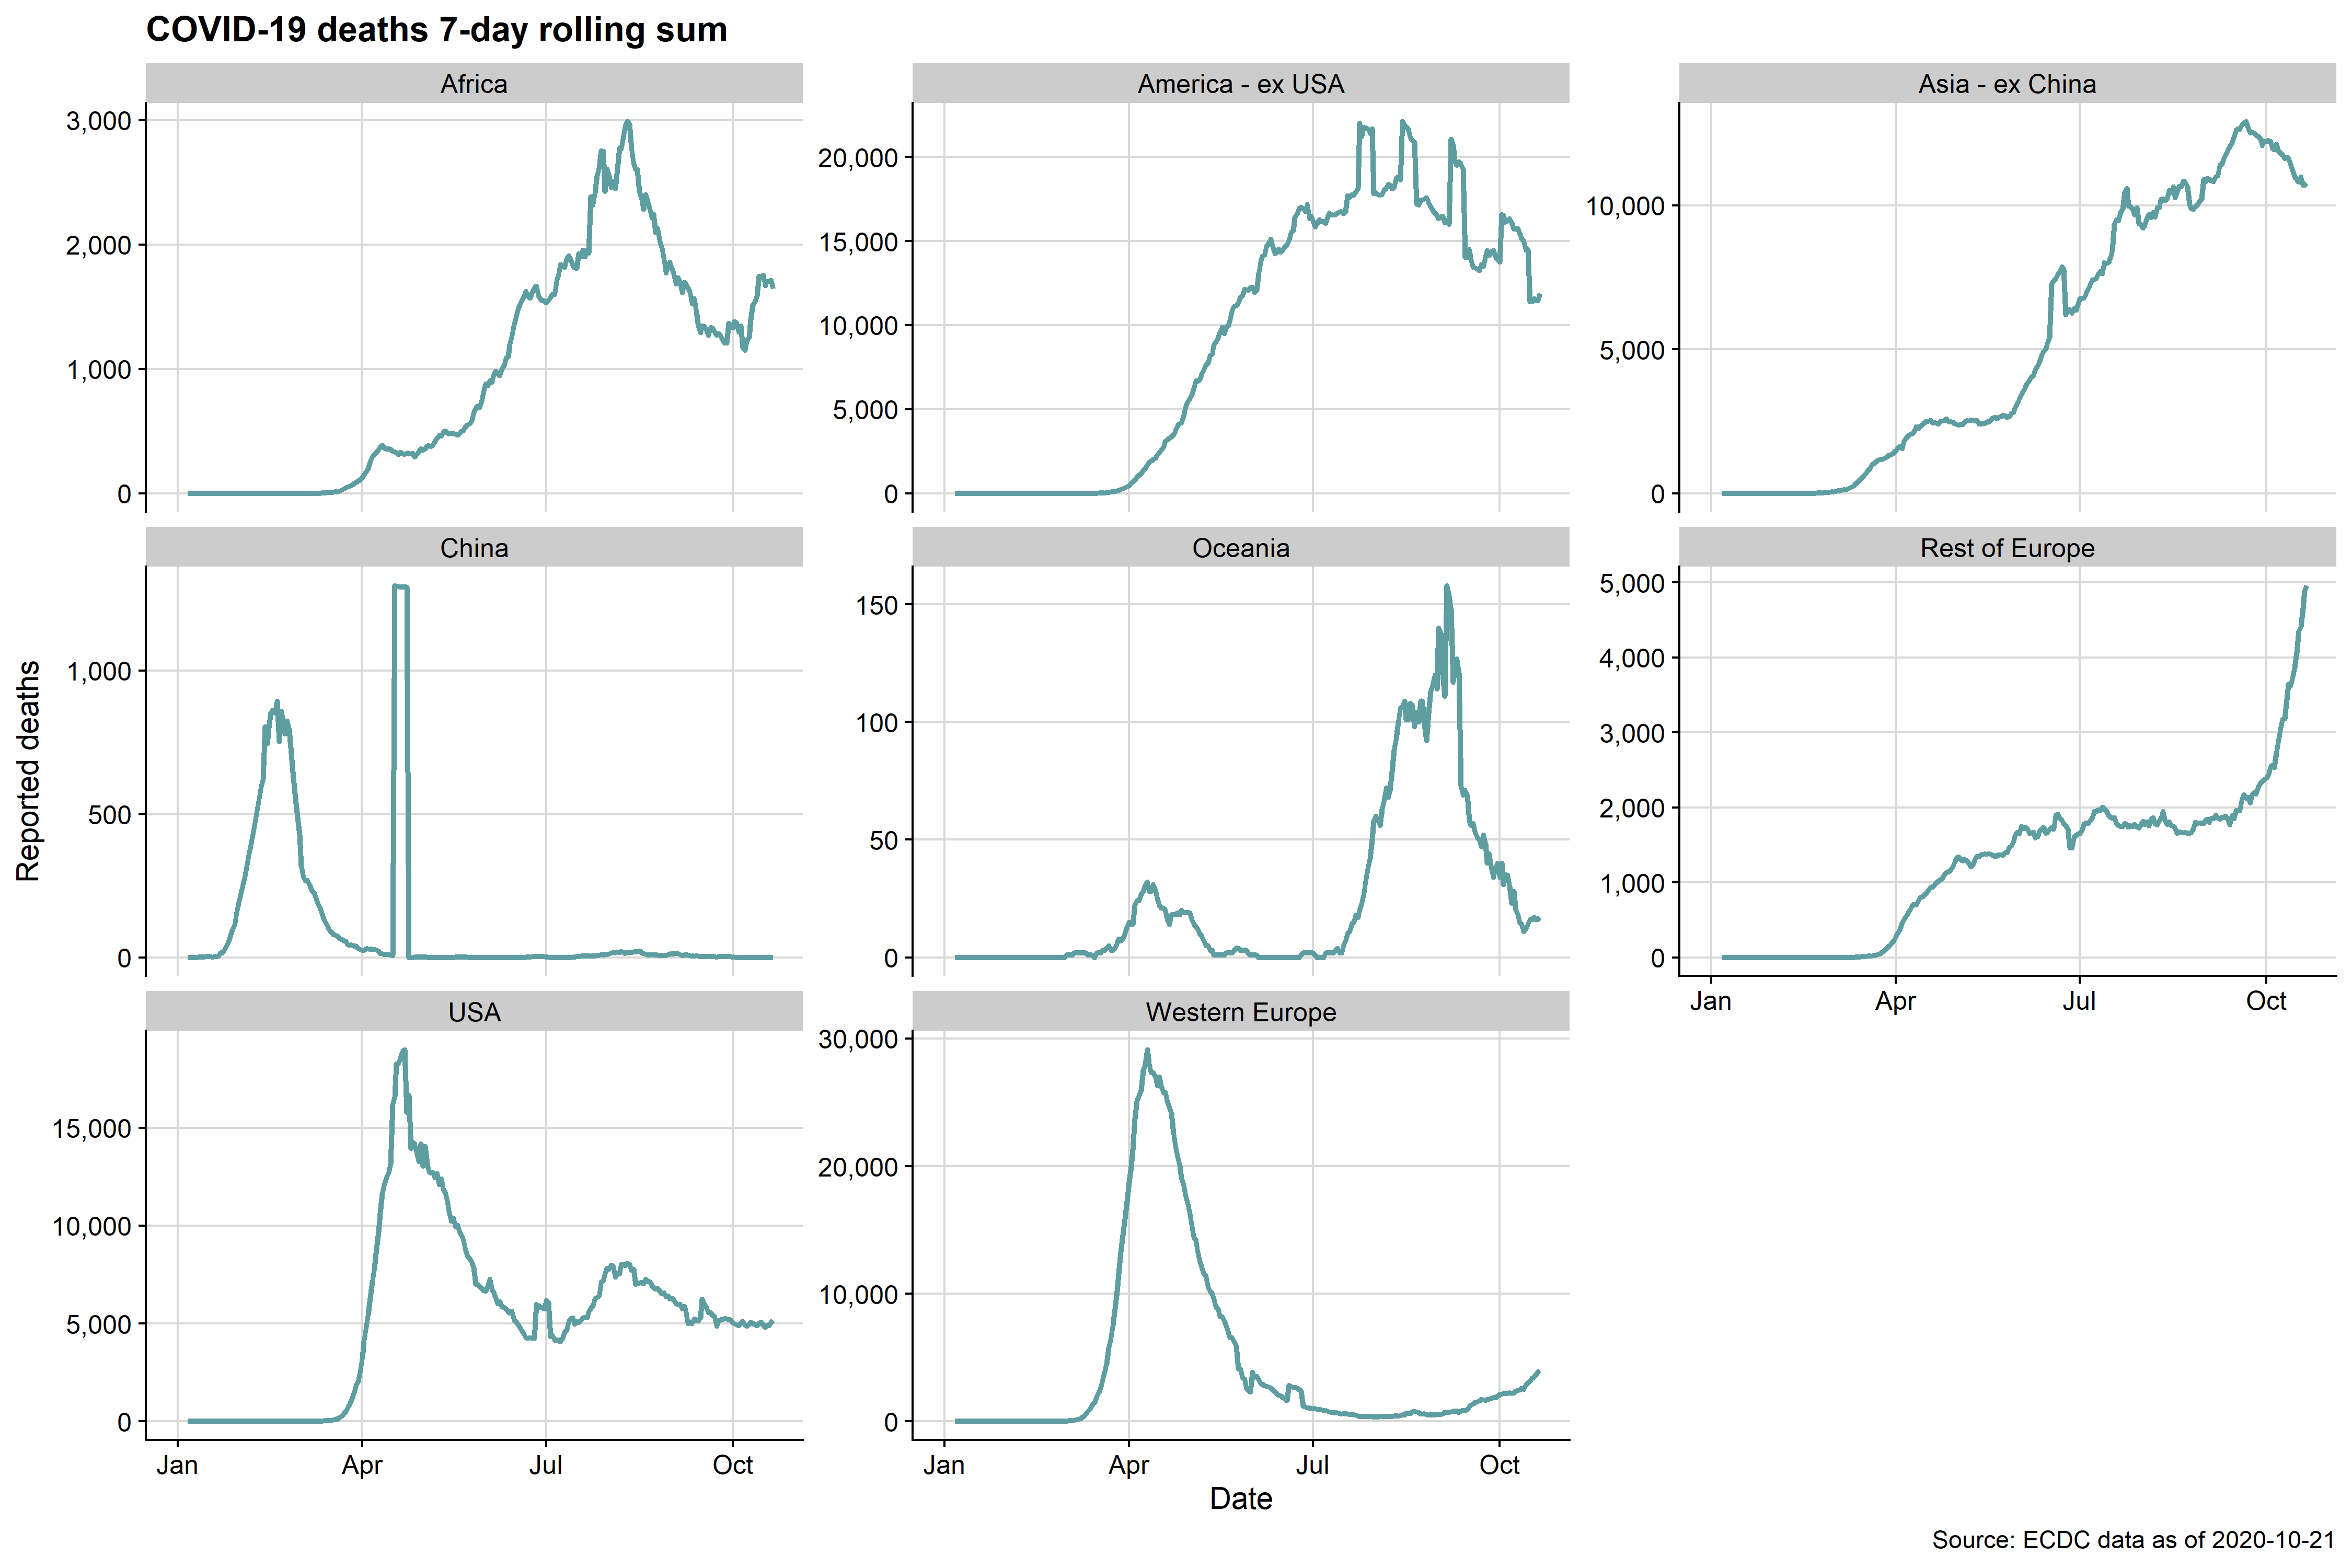 COVID-19 deaths 7-day rolling sum
Africa
3,000
2,000
1,000
0
America - ex USA
20,000
15,000
10,000
5,000
0
Asia - ex China
10,000
5,000
0
Reported deaths
China
1,000
500
0
Oceania
150
100
50
0
Rest of Europe
5,000
4,000
3,000
2,000
1,000
0
Jan Apr Jul Oct
USA
15,000
10,000
5,000
0
Jan Apr Jul Oct
Western Europe
30,000
20,000
10,000
0
Jan Apr Jul Oct
Date
Source: ECDC data as of 2020-10-21